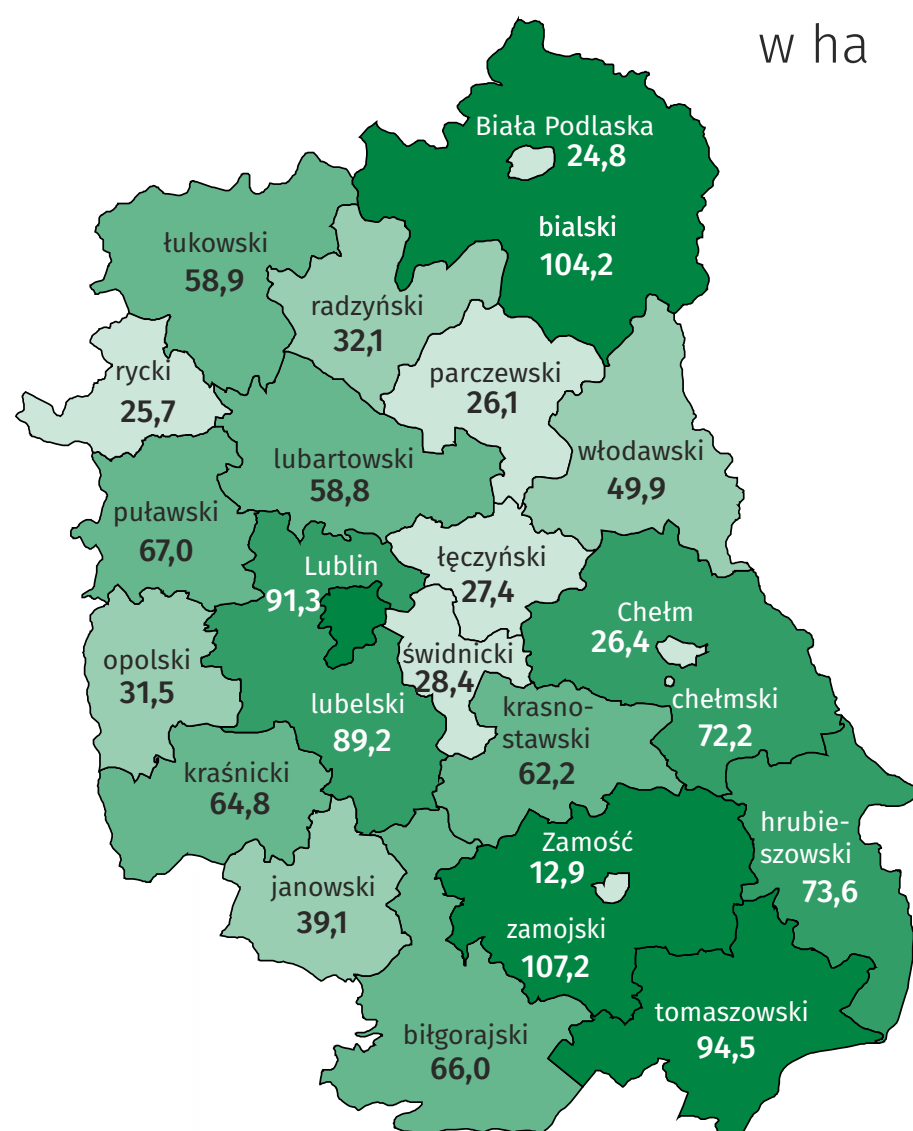 w ha
Biała Podlaska
24,8
bialski
104,2
łukowski
58,9
radzyński
32,1
rycki
25,7
parczewski
26,1
lubartowski
58,8
włodawski
49,9
puławski
67,0
Lublin
91,3
łęczyński
27,4
Chełm
26,4
opolski
31,5
świdnicki
28,4
lubelski
89,2
krasno-
stawski
62,2
chełmski
72,2
kraśnicki
64,8
Zamość
12,9
hrubie-
szowski
73,6
janowski
39,1
zamojski
107,2
tomaszowski
94,5
biłgorajski
66,0